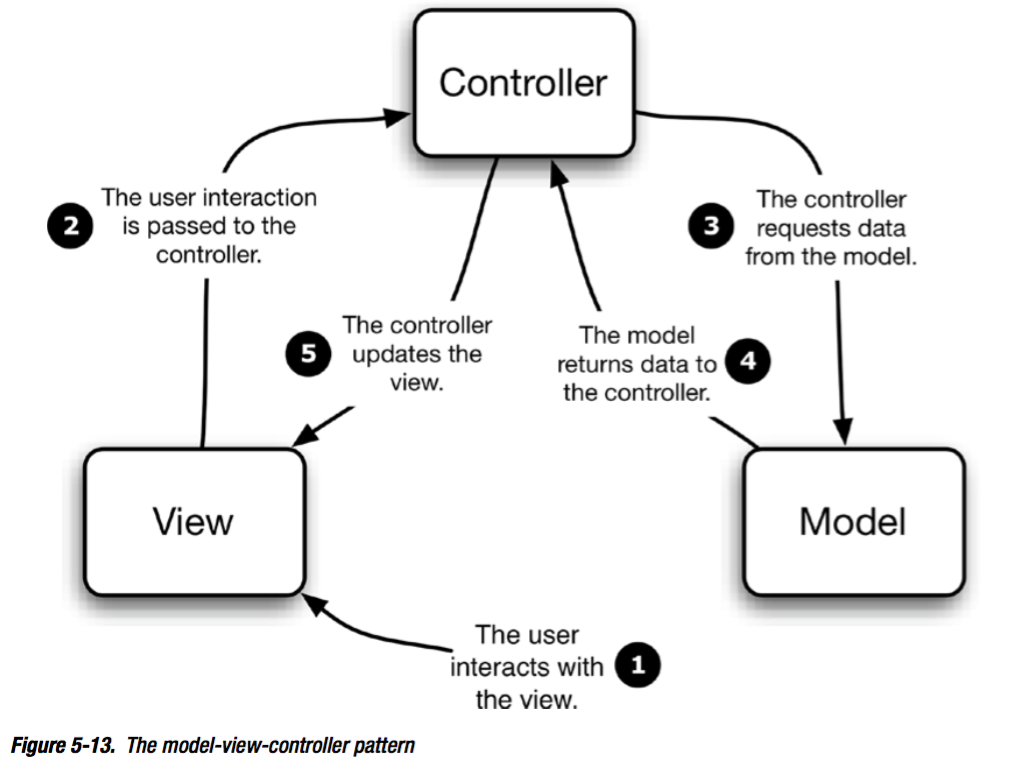 Controller
2
The user interaction
is passed to the
controller.
3
The controller
requests data
from the model.
5
The controller
updates the
view.
The model
returns data to
the controller.
4
View
Model
The user
interacts with
the view.
1
Figure 5-13. The model-view-controller pattern